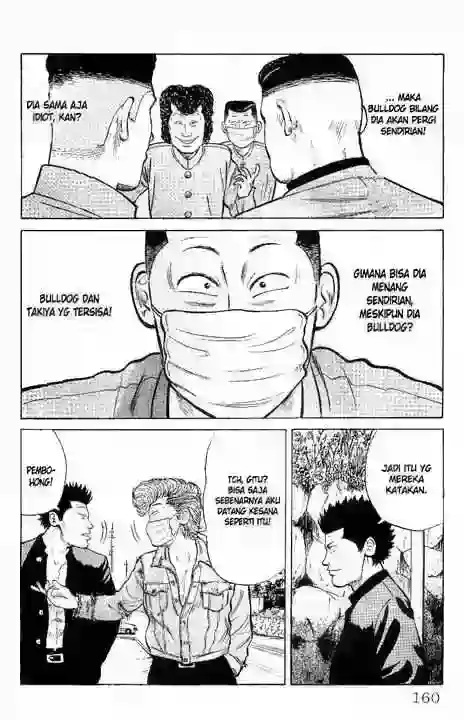 ... MAKA
BULLDOG BILANG
DIA AKAN PERGI
SENDIRIAN!
DIA SAMA AJA
IDIOT, KAN?
GIMANA BISA DIA
MENANG
SENDIRIAN,
MESKIPUN DIA
BULLDOG?
BULLDOG DAN
TAKIYA YG TERSISA!
JADI ITU YG
MEREKA
KATAKAN.
TCH, GITU?
BISA SAJA
SEBENARNYA AKU
DATANG KESANA
SEPERTI ITU!
PEMBO-
HONG!
160